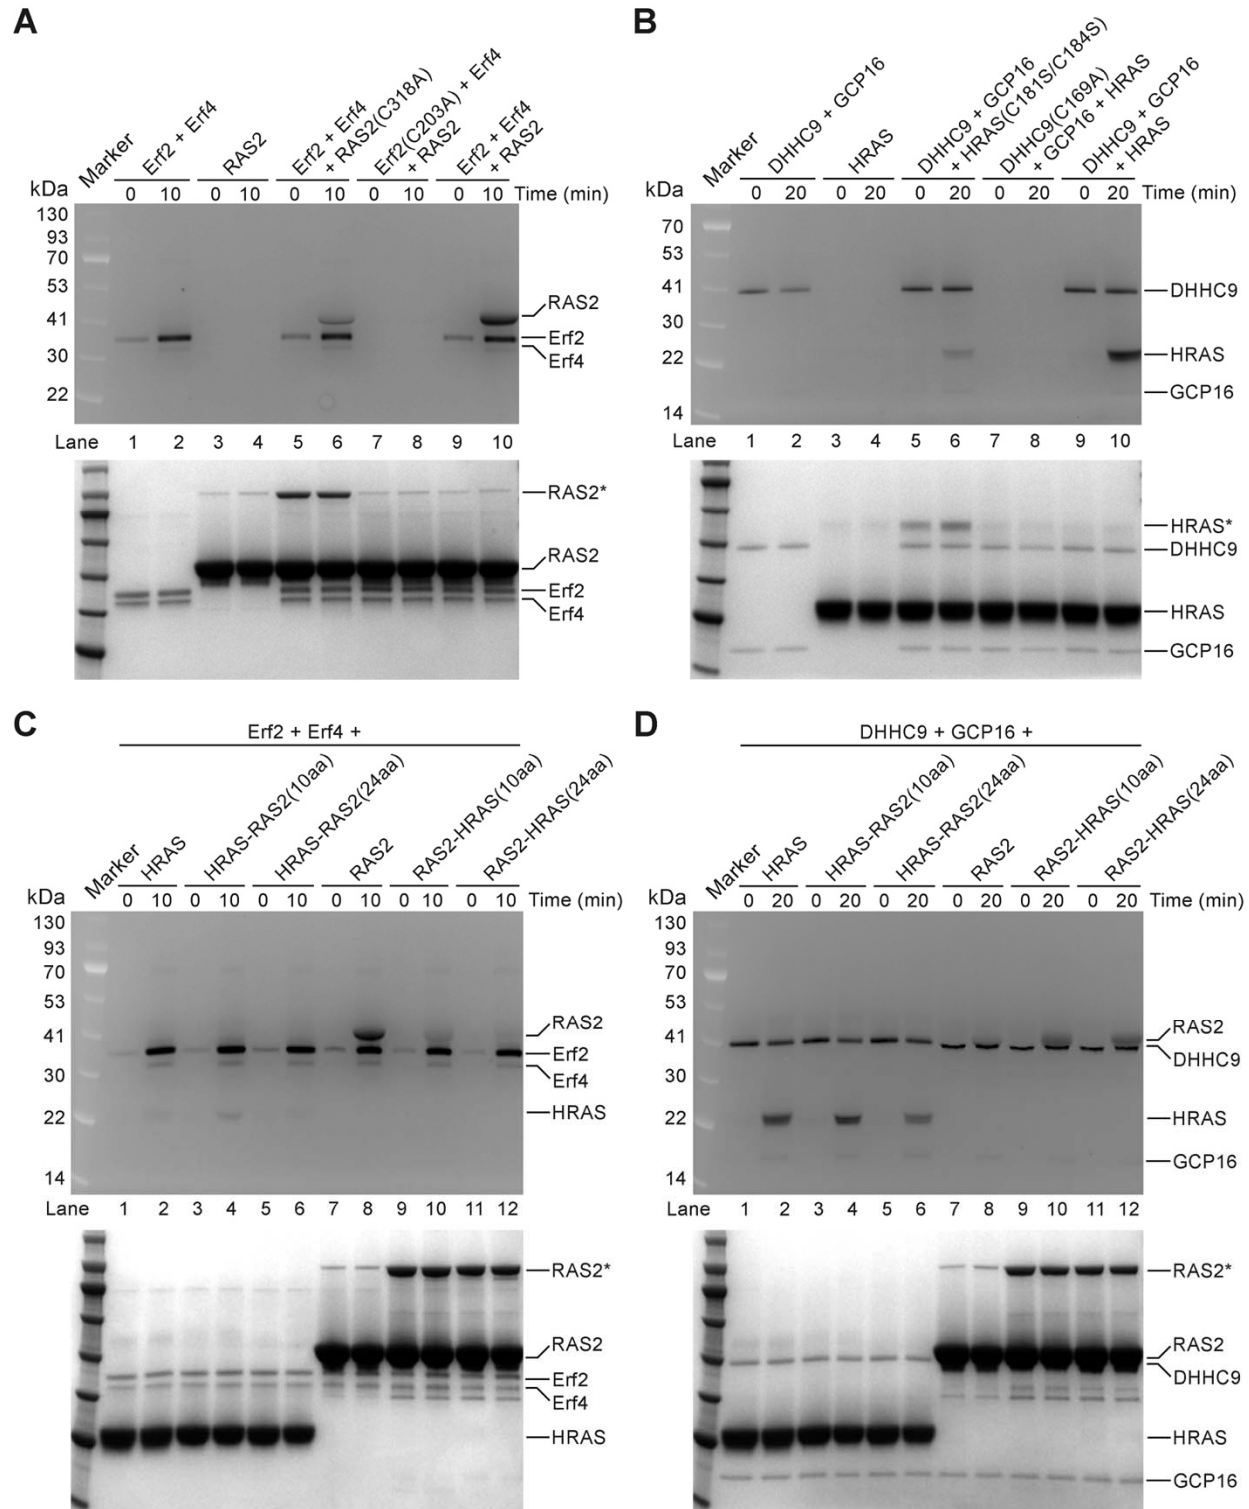 A
Marker
Erf2 + Erf4
RAS2
Erf2 + Erf4
+ RAS2(C318A)
Erf2(C203A) + Erf4
+ RAS2
Erf2 + Erf4
+ RAS2
kDa
0 10 0 10 0 10 0 10 0 10 Time (min)
130
93
70
53
41
30
22
RAS2
Erf2
Erf4
Lane 1 2 3 4 5 6 7 8 9 10
RAS2*
RAS2
Erf2
Erf4
B
Marker
DHHC9 + GCP16
HRAS
DHHC9 + GCP16
+ HRAS(C181S/C184S)
DHHC9(C169A)
+ GCP16 + HRAS
DHHC9 + GCP16
+ HRAS
kDa
0 20 0 20 0 20 0 20 0 20 Time (min)
70
53
41
30
22
14
DHHC9
HRAS
GCP16
Lane 1 2 3 4 5 6 7 8 9 10
HRAS*
DHHC9
HRAS
GCP16
C
Erf2 + Erf4 +
Marker
HRAS
HRAS-RAS2(10aa)
HRAS-RAS2(24aa)
RAS2
RAS2-HRAS(10aa)
RAS2-HRAS(24aa)
kDa
0 10 0 10 0 10 0 10 0 10 0 10 Time (min)
130
93
70
53
41
30
22
14
RAS2
Erf2
Erf4
HRAS
Lane 1 2 3 4 5 6 7 8 9 10 11 12
RAS2*
RAS2
Erf2
Erf4
HRAS
D
DHHC9 + GCP16 +
Marker
HRAS
HRAS-RAS2(10aa)
HRAS-RAS2(24aa)
RAS2
RAS2-HRAS(10aa)
RAS2-HRAS(24aa)
kDa
0 20 0 20 0 20 0 20 0 20 0 20 Time (min)
130
93
70
53
41
30
22
14
RAS2
DHHC9
HRAS
GCP16
Lane 1 2 3 4 5 6 7 8 9 10 11 12
RAS2*
RAS2
DHHC9
HRAS
GCP16